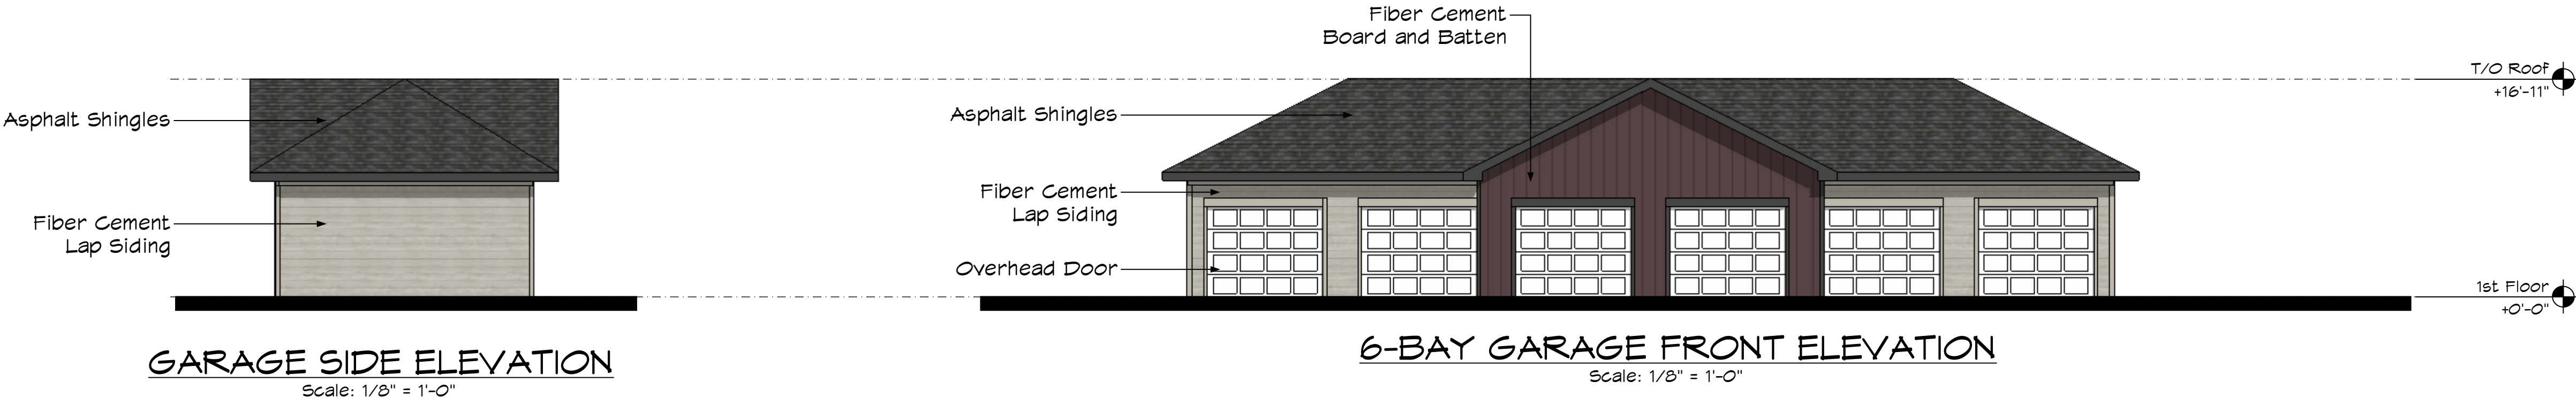 Asphalt Shingles
Fiber Cement
Lap Siding
GARAGE SIDE ELEVATION
Scale: 1/8" = 1'-0"
Fiber Cement
Board and Batten
Asphalt Shingles
Fiber Cement
Lap Siding
Overhead Door
6-BAY GARAGE FRONT ELEVATION
Scale: 1/8" = 1'-0"
T/O Roof
+16'-11"
1st Floor
+0'-0"